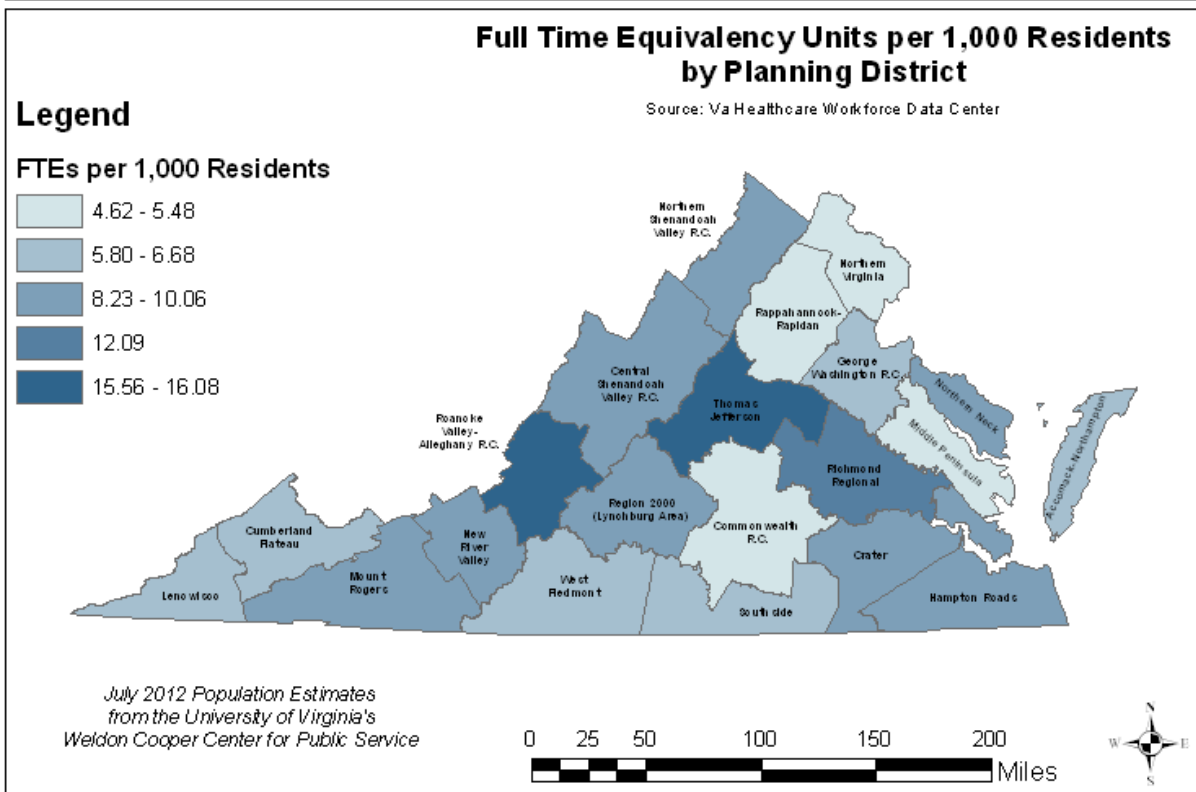 Full Time Equivalency Units per 1,000 Residents
by Planning District
Source: Va Healthcare Workforce Data Center
Legend
FTEs per 1,000 Residents
4.62 - 5.48
5.80 - 6.68
8.23 - 10.06
12.09
15.56 - 16.08
Northern
Shenandoah
Valley R.C.
Northern
Virginia
Rappahannock-
Rapidan
George
Washington R.C.
Northern Neck
Central
Shenandoah
Valley R.C.
Thomas
Jefferson
Middle Peninsula
Accomack-Northampton
Roanoke
Valley-
Alleghany R.C.
Richmond
Regional
Region 2000
(Lynchburg Area)
Commonwealth
R.C.
Cumberland
Plateau
New
River
Valley
Crater
Mount
Rogers
West
Piedmont
Lenowisco
Southside
Hampton Roads
July 2012 Population Estimates
from the University of Virginia's
Weldon Cooper Center for Public Service
0 25 50 100 150 200
Miles
N
W E
S